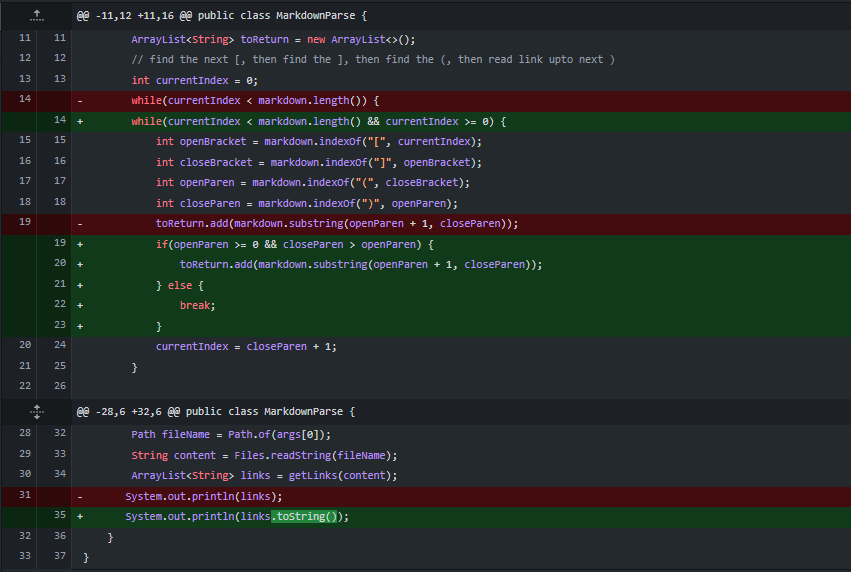 @@ -11,12 +11,16 @@ public class MarkdownParse {
11 11 ArrayList<String> toReturn = new ArrayList<>();
12 12 // find the next [, then find the ], then find the (, then read link upto next )
13 13 int currentIndex = 0;
14 - while(currentIndex < markdown.length()) {
14 + while(currentIndex < markdown.length() && currentIndex >= 0) {
15 15 int openBracket = markdown.indexOf("[", currentIndex);
16 16 int closeBracket = markdown.indexOf("]", openBracket);
17 17 int openParen = markdown.indexOf("(", closeBracket);
18 18 int closeParen = markdown.indexOf(")", openParen);
19 - toReturn.add(markdown.substring(openParen + 1, closeParen));
19 + if(openParen >= 0 && closeParen > openParen) {
20 + toReturn.add(markdown.substring(openParen + 1, closeParen));
21 + } else {
22 + break;
23 + }
20 24 currentIndex = closeParen + 1;
21 25 }
22 26
@@ -28,6 +32,6 @@ public class MarkdownParse {
28 32 Path fileName = Path.of(args[0]);
29 33 String content = Files.readString(fileName);
30 34 ArrayList<String> links = getLinks(content);
31 - System.out.println(links);
35 + System.out.println(links.toString());
32 36 }
33 37 }